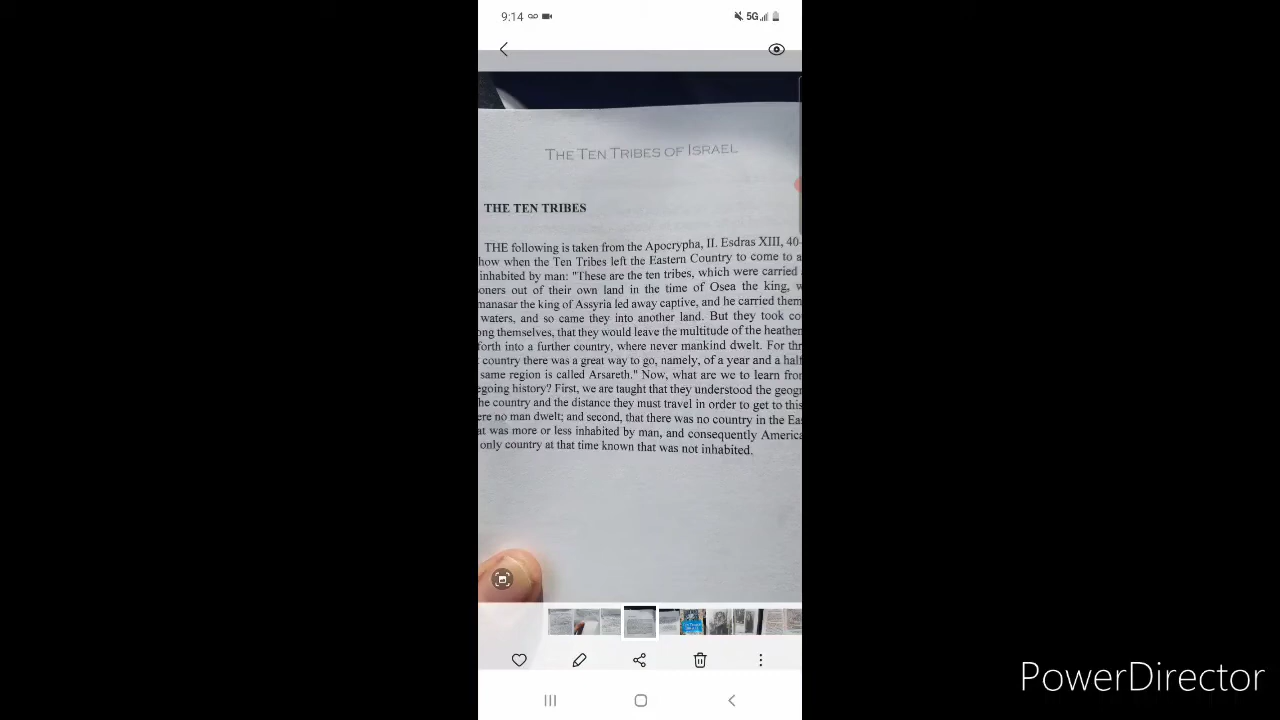 9:14
5G
THE TEN TRIBES OF ISRAEL
THE TEN TRIBES
THE following is taken from the Apocrypha, II. Esdras XIII, 40-
how when the Ten Tribes left the Eastern Country to come to a
inhabited by man: "These are the ten tribes, which were carried
oners out of their own land in the time of Osea the king, w
manasar the king of Assyria led away captive, and he carried them
waters, and so came they into another land. But they took co
ong themselves, that they would leave the multitude of the heathen
forth into a further country, where never mankind dwelt. For thr
country there was a great way to go, namely, of a year and a half
same region is called Arsareth." Now, what are we to learn from
egoing history? First, we are taught that they understood the geogr
he country and the distance they must travel in order to get to this
ere no man dwelt; and second, that there was no country in the Eas
at was more or less inhabited by man, and consequently America
only country at that time known that was not inhabited.
PowerDirector